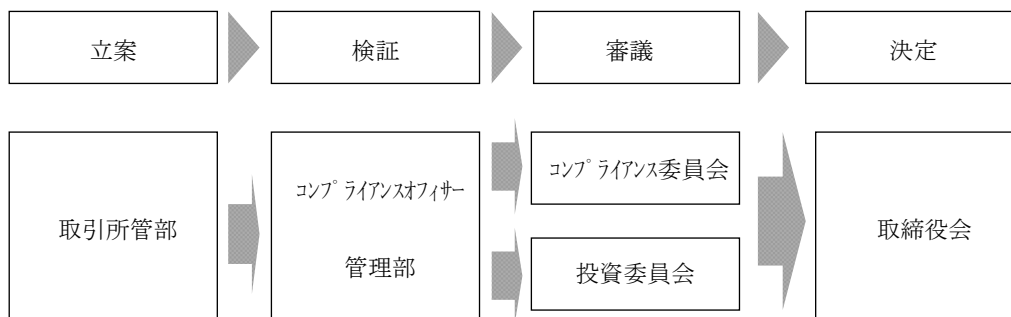 立案
検証
審議
決定
取引所管部
ｺﾝﾌﾟﾗｲｱﾝｽｵﾌｨｻｰ
管理部
ｺﾝﾌﾟﾗｲｱﾝｽ委員会
投資委員会
取締役会